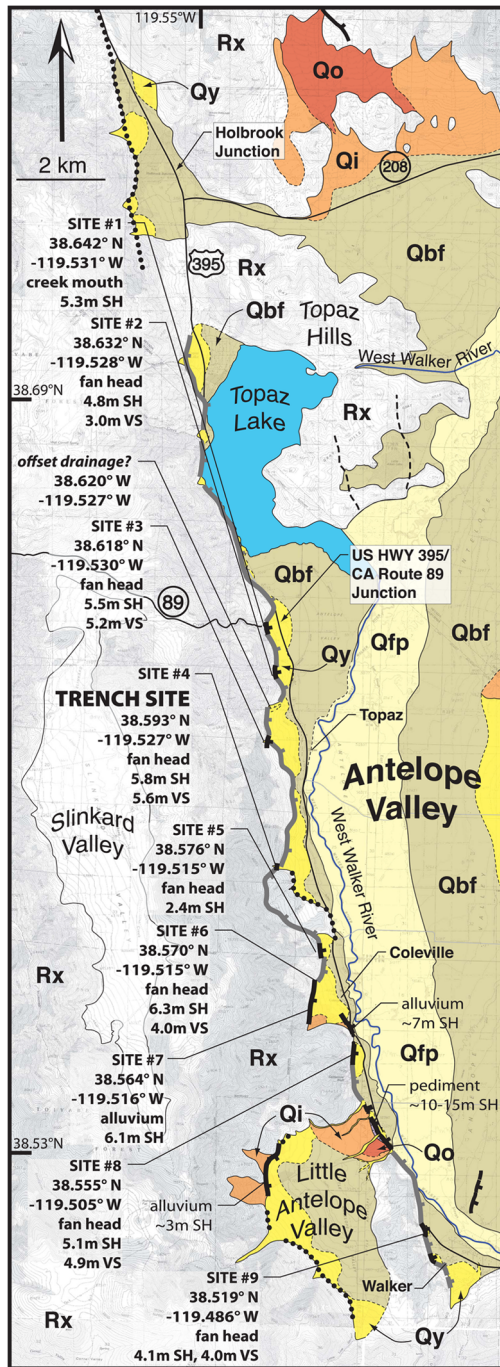 119.55°W
Rx
Qo
Qy
Holbrook
Junction
Qi
208
2 km
SITE #1
38.642° N
-119.531° W
creek mouth
5.3m SH
395
Rx
Qbf
SITE #2
38.632° N
-119.528° W
fan head
4.8m SH
3.0m VS
Qbf
Topaz
Hills
West Walker River
38.69°N
Topaz
Lake
Rx
offset drainage?
38.620° W
-119.527° W
SITE #3
38.618° N
-119.530° W
fan head
5.5m SH
5.2m VS
89
US HWY 395/
CA Route 89
Junction
Qbf
Qy
Qfp
Qbf
SITE #4
TRENCH SITE
38.593° N
-119.527° W
fan head
5.8m SH
5.6m VS
Topaz
Antelope
Valley
Slinkard
Valley
West Walker River
Qbf
SITE #5
38.576° N
-119.515° W
fan head
2.4m SH
SITE #6
38.570° N
-119.515° W
fan head
6.3m SH
4.0m VS
Coleville
Rx
alluvium
~7m SH
Rx
Qfp
SITE #7
38.564° N
-119.516° W
alluvium
6.1m SH
pediment
~10-15m SH
Qi
Qo
38.53°N
SITE #8
38.555° N
-119.505° W
fan head
5.1m SH
4.9m VS
alluvium
~3m SH
Little
Antelope
Valley
SITE #9
38.519° N
-119.486° W
fan head
4.1m SH, 4.0m VS
Walker
Rx
Qy